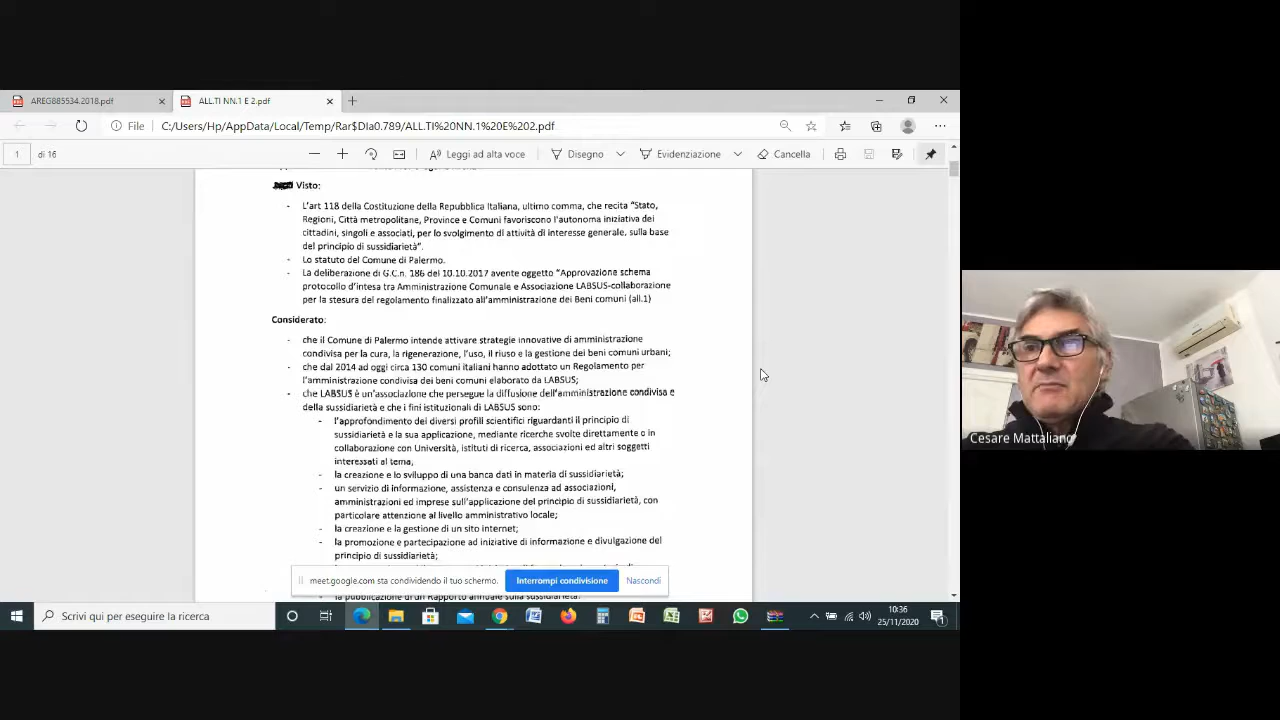 AREG885534.2018.pdf
ALL.TI NN.1 E 2.pdf
File
C:/Users/Hp/AppData/Local/Temp/Rar$DIa0.789/ALL.TI%20NN.1%20E%202.pdf
1 di 16
Leggi ad alta voce
Disegno
Evidenziazione
Cancella
Visto:
- L'art 118 della Costituzione della Repubblica Italiana, ultimo comma, che recita "Stato,
Regioni, Città metropolitane, Province e Comuni favoriscono l'autonoma iniziativa dei
cittadini, singoli e associati, per lo svolgimento di attività di interesse generale, sulla base
del principio di sussidiarietà".
- Lo statuto del Comune di Palermo.
- La deliberazione di G.C.n. 186 del 10.10.2017 avente oggetto "Approvazione schema
protocollo d'intesa tra Amministrazione Comunale e Associazione LABSUS-collaborazione
per la stesura del regolamento finalizzato all'amministrazione dei Beni comuni (all.1)
Considerato:
- che il Comune di Palermo intende attivare strategie innovative di amministrazione
condivisa per la cura, la rigenerazione, l'uso, il riuso e la gestione dei beni comuni urbani;
- che dal 2014 ad oggi circa 130 comuni italiani hanno adottato un Regolamento per
l'amministrazione condivisa dei beni comuni elaborato da LABSUS;
- che LABSUS è un'associazione che persegue la diffusione dell'amministrazione condivisa e
della sussidiarietà e che i fini istituzionali di LABSUS sono:
- l'approfondimento dei diversi profili scientifici riguardanti il principio di
sussidiarietà e la sua applicazione, mediante ricerche svolte direttamente o in
collaborazione con Università, istituti di ricerca, associazioni ed altri soggetti
interessati al tema,
- la creazione e lo sviluppo di una banca dati in materia di sussidiarietà;
- un servizio di informazione, assistenza e consulenza ad associazioni,
amministrazioni ed imprese sull'applicazione del principio di sussidiarietà, con
particolare attenzione al livello amministrativo locale;
- la creazione e la gestione di un sito internet;
- la promozione e partecipazione ad iniziative di informazione e divulgazione del
principio di sussidiarietà;
meet.google.com sta condividendo il tuo schermo.
Interrompi condivisione
Nascondi
la pubblicazione di un Rapporto annuale sulla sussidiarietà.
Scrivi qui per eseguire la ricerca
10:36
25/11/2020
1
Cesare Mattaliano